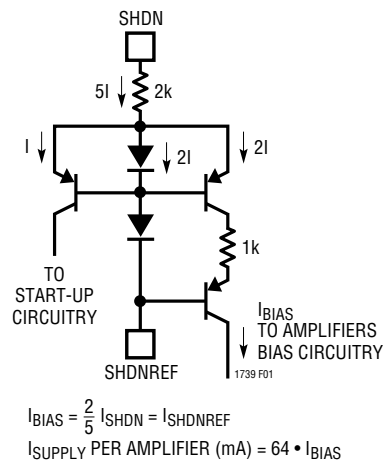 SHDN
5I
2k
I
2I
2I
1k
TO
START-UP
CIRCUITRY
I_BIAS
TO AMPLIFIERS
BIAS CIRCUITRY
SHDNREF
1739 F01
I_BIAS = 2/5 I_SHDN = I_SHDNREF
I_SUPPLY PER AMPLIFIER (mA) = 64 • I_BIAS